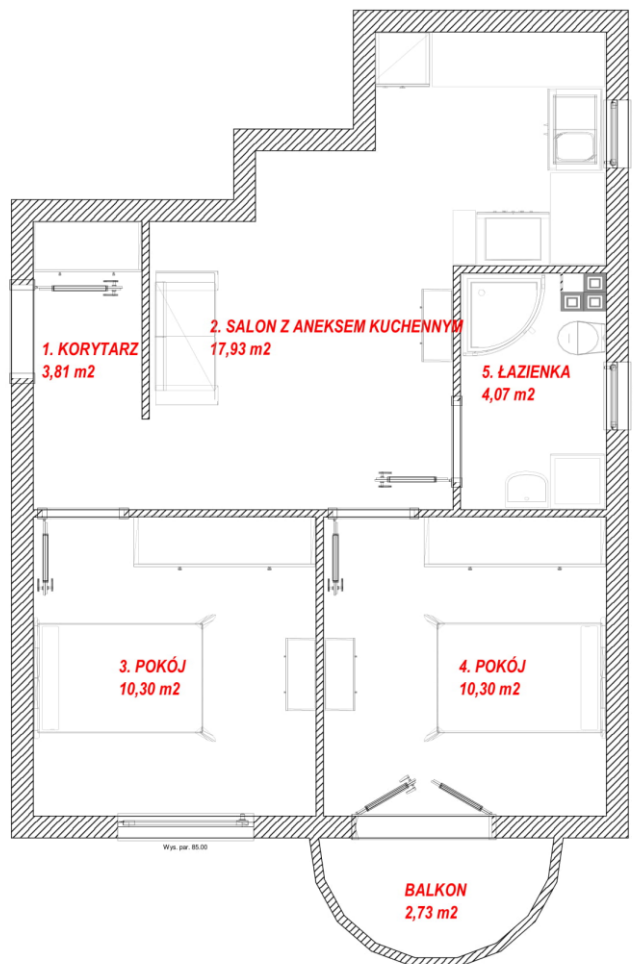 2. SALON Z ANEKSEM KUCHENNYM
17,93 m2
1. KORYTARZ
3,81 m2
5. ŁAZIENKA
4,07 m2
3. POKÓJ
10,30 m2
4. POKÓJ
10,30 m2
Wys. par. 85.00
BALKON
2,73 m2